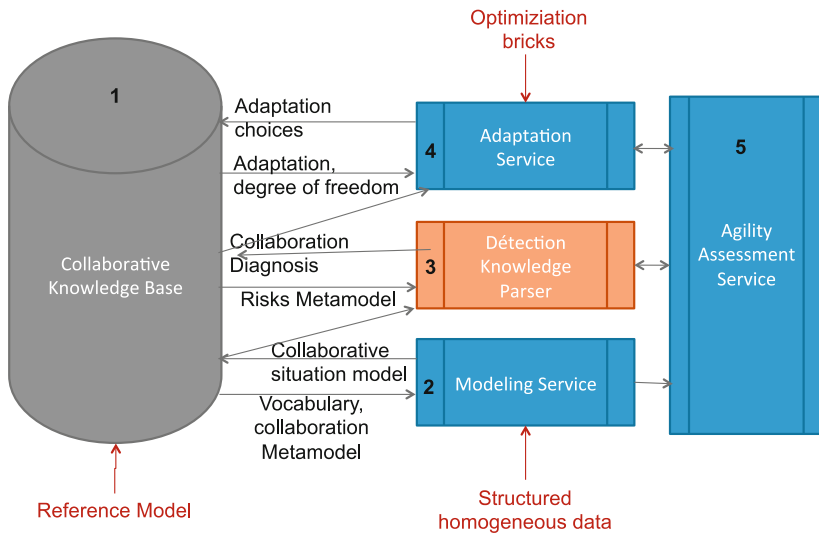 Optimiziation
bricks
1
Adaptation
choices
4
Adaptation
Service
5
Adaptation,
degree of freedom
Collaborative
Knowledge Base
Collaboration
Diagnosis
3
Détection
Knowledge
Parser
Agility
Assessment
Service
Risks Metamodel
Collaborative
situation model
2
Modeling Service
Vocabulary,
collaboration
Metamodel
Reference Model
Structured
homogeneous data